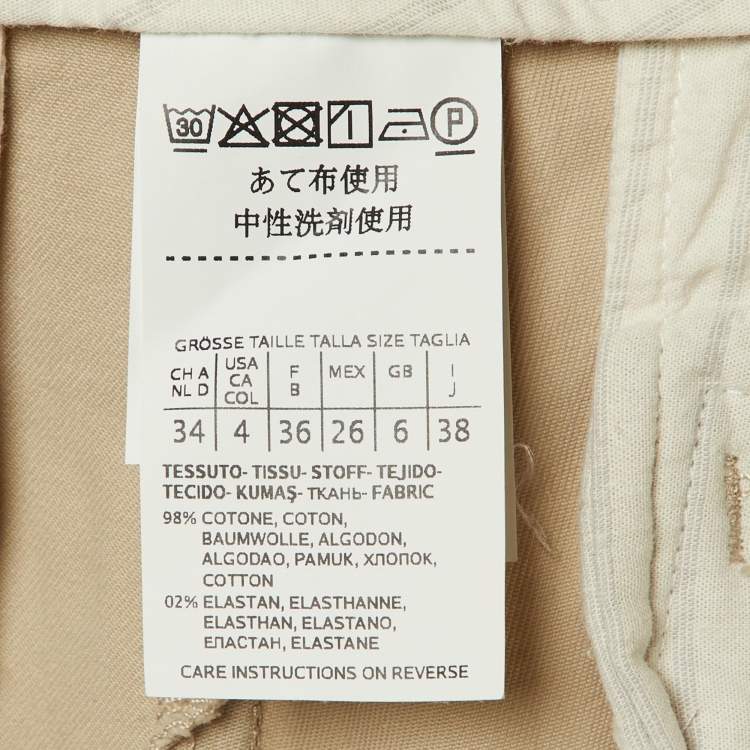 30 P
あて布使用
中性洗剤使用
GRÖSSE TAILLE TALLA SIZE TAGLIA
CH A NL D USA CA COL F B MEX GB I J
34 4 36 26 6 38
TESSUTO- TISSU- STOFF- TEJIDO-
TECIDO- KUMAŞ- ТКАНЬ- FABRIC
98% COTONE, COTON,
BAUMWOLLE, ALGODON,
ALGODAO, PAMUK, ХЛОПОК,
COTTON
02% ELASTAN, ELASTHANNE,
ELASTHAN, ELASTANO,
ЕПАСТАН, ELASTANE
CARE INSTRUCTIONS ON REVERSE